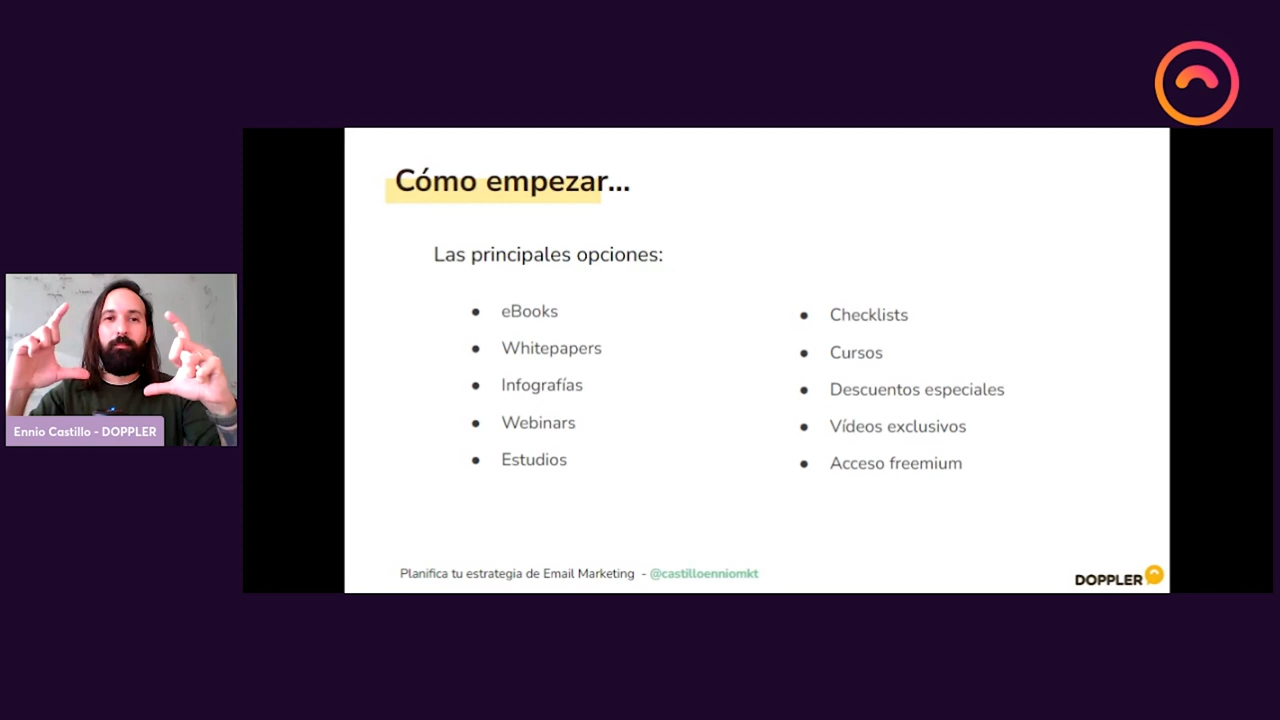 Cómo empezar...
Las principales opciones:
eBooks
Whitepapers
Infografías
Webinars
Estudios
Checklists
Cursos
Descuentos especiales
Vídeos exclusivos
Acceso freemium
Ennio Castillo - DOPPLER
Planifica tu estrategia de Email Marketing - @castilloenniomkt
DOPPLER